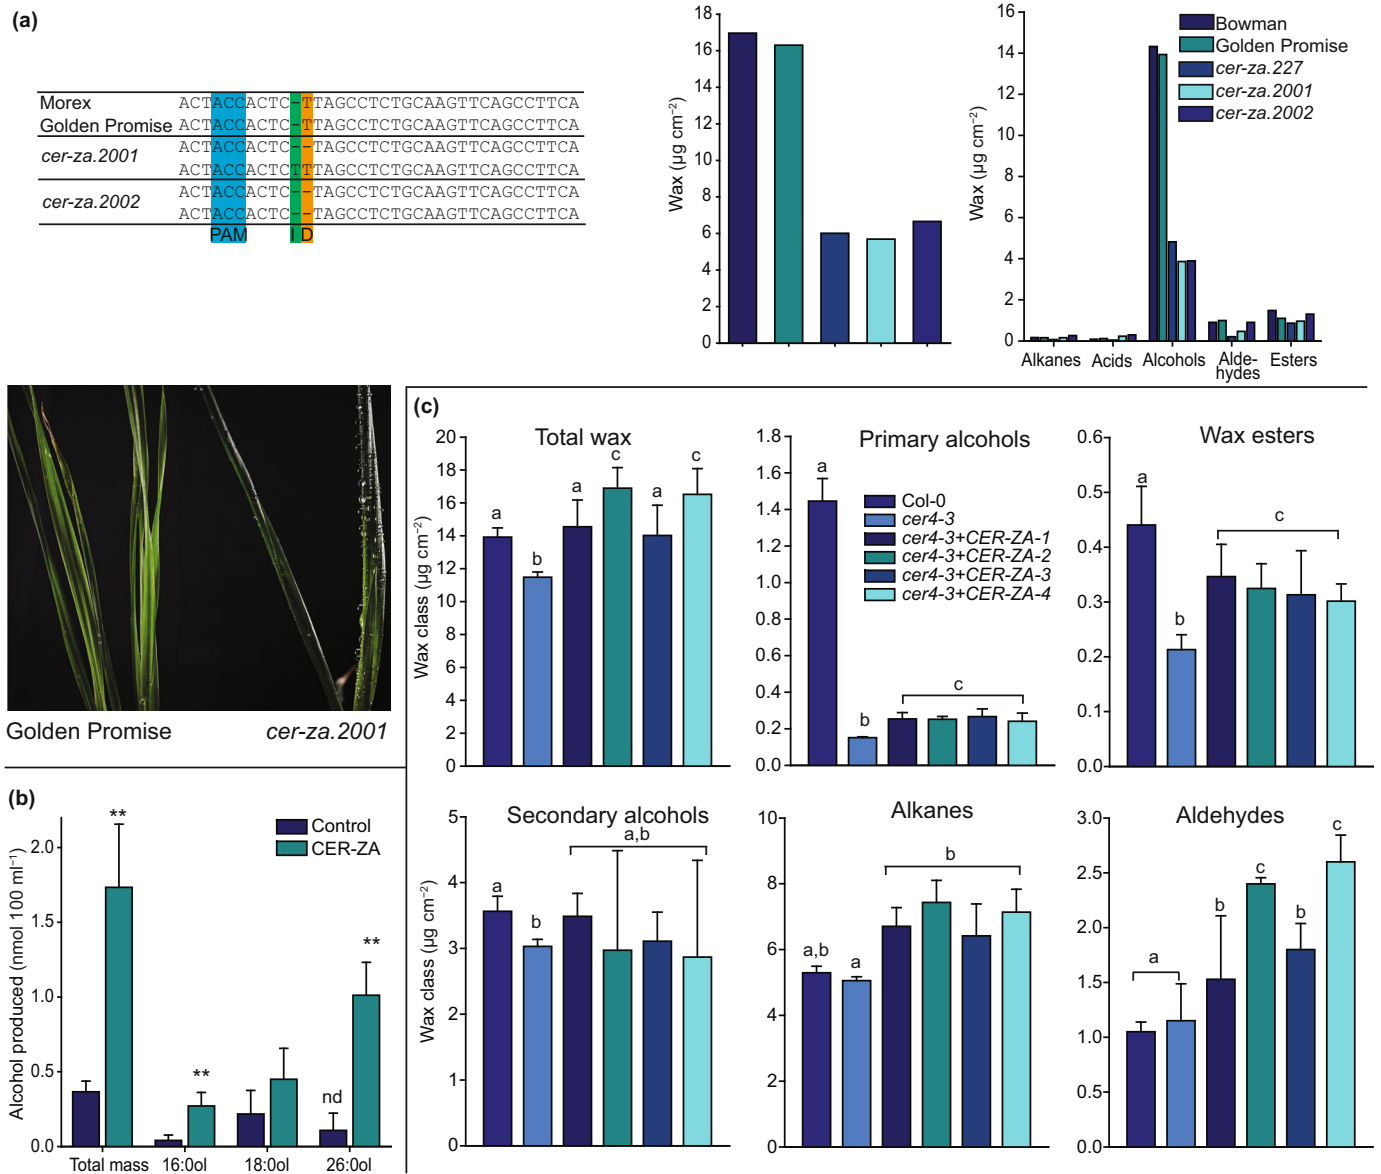 (a)
Morex ACTACCACTC–TTAGCCTCTGCAAGTTCAGCCTTCA
Golden Promise ACTACCACTC–TTAGCCTCTGCAAGTTCAGCCTTCA
cer-za.2001
ACTACCACTC––TAGCCTCTGCAAGTTCAGCCTTCA
ACTACCACTCTTTAGCCTCTGCAAGTTCAGCCTTCA
cer-za.2002
ACTACCACTC––TAGCCTCTGCAAGTTCAGCCTTCA
ACTACCACTC––TAGCCTCTGCAAGTTCAGCCTTCA
PAM I D
Wax (µg cm⁻²)
18
16
14
12
10
8
6
4
2
0
Wax (µg cm⁻²)
16
14
12
10
8
6
4
2
0
Bowman
Golden Promise
cer-za.227
cer-za.2001
cer-za.2002
Alkanes Acids Alcohols Alde-hydes Esters
Golden Promise cer-za.2001
(b)
Alcohol produced (nmol 100 ml⁻¹)
2.0
1.5
1.0
0.5
0.0
Control
CER-ZA
**
**
nd
**
Total mass 16:0ol 18:0ol 26:0ol
(c)
Total wax
Wax class (µg cm⁻²)
20
18
16
14
12
10
8
6
4
2
0
a b a c a c
Primary alcohols
1.8
1.6
1.4
1.2
1.0
0.8
0.6
0.4
0.2
0.0
a b c
Col-0
cer4-3
cer4-3+CER-ZA-1
cer4-3+CER-ZA-2
cer4-3+CER-ZA-3
cer4-3+CER-ZA-4
Wax esters
0.6
0.5
0.4
0.3
0.2
0.1
0.0
a b c
Secondary alcohols
Wax class (µg cm⁻²)
5
4
3
2
1
0
a b a,b
Alkanes
10
8
6
4
2
0
a,b a b
Aldehydes
3.0
2.5
2.0
1.5
1.0
0.5
0.0
a b c b c